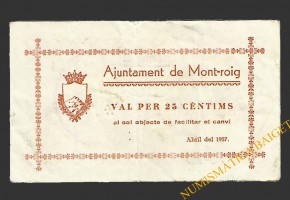 Ajuntament de Mont-roig
VAL PER 25 CÈNTIMS
al sol objecte de facilitar el canvi
Abril del 1937.
NUMISMATICA BAIGET